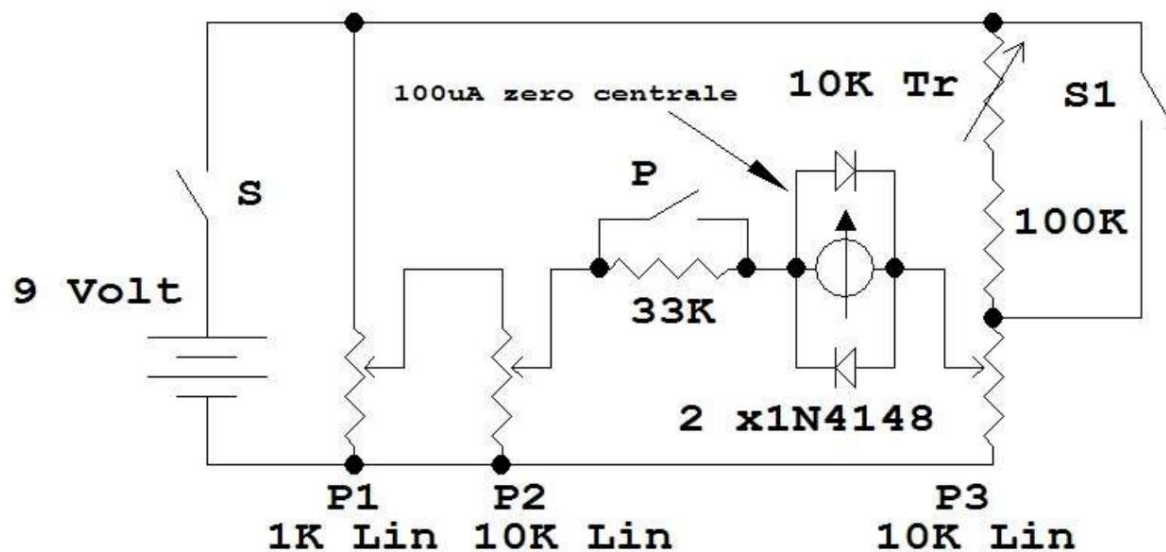 100uA zero centrale
10K Tr
S1
S
P
100K
9 Volt
33K
2 x1N4148
P1
1K Lin
P2
10K Lin
P3
10K Lin